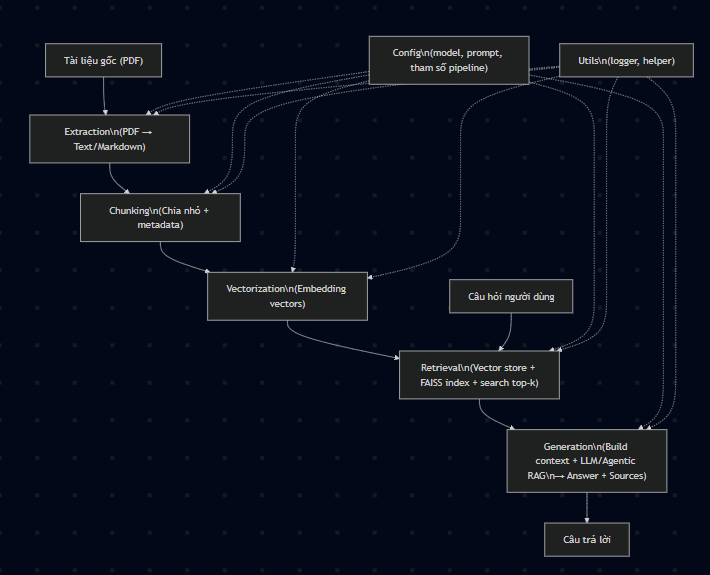 Tài liệu gốc (PDF)
Config\n(model, prompt,
tham số pipeline)
Utils\n(logger, helper)
Extraction\n(PDF →
Text/Markdown)
Chunking\n(Chia nhỏ +
metadata)
Vectorization\n(Embedding
vectors)
Câu hỏi người dùng
Retrieval\n(Vector store +
FAISS index + search top-k)
Generation\n(Build
context + LLM/Agentic
RAG\n→ Answer + Sources)
Câu trả lời